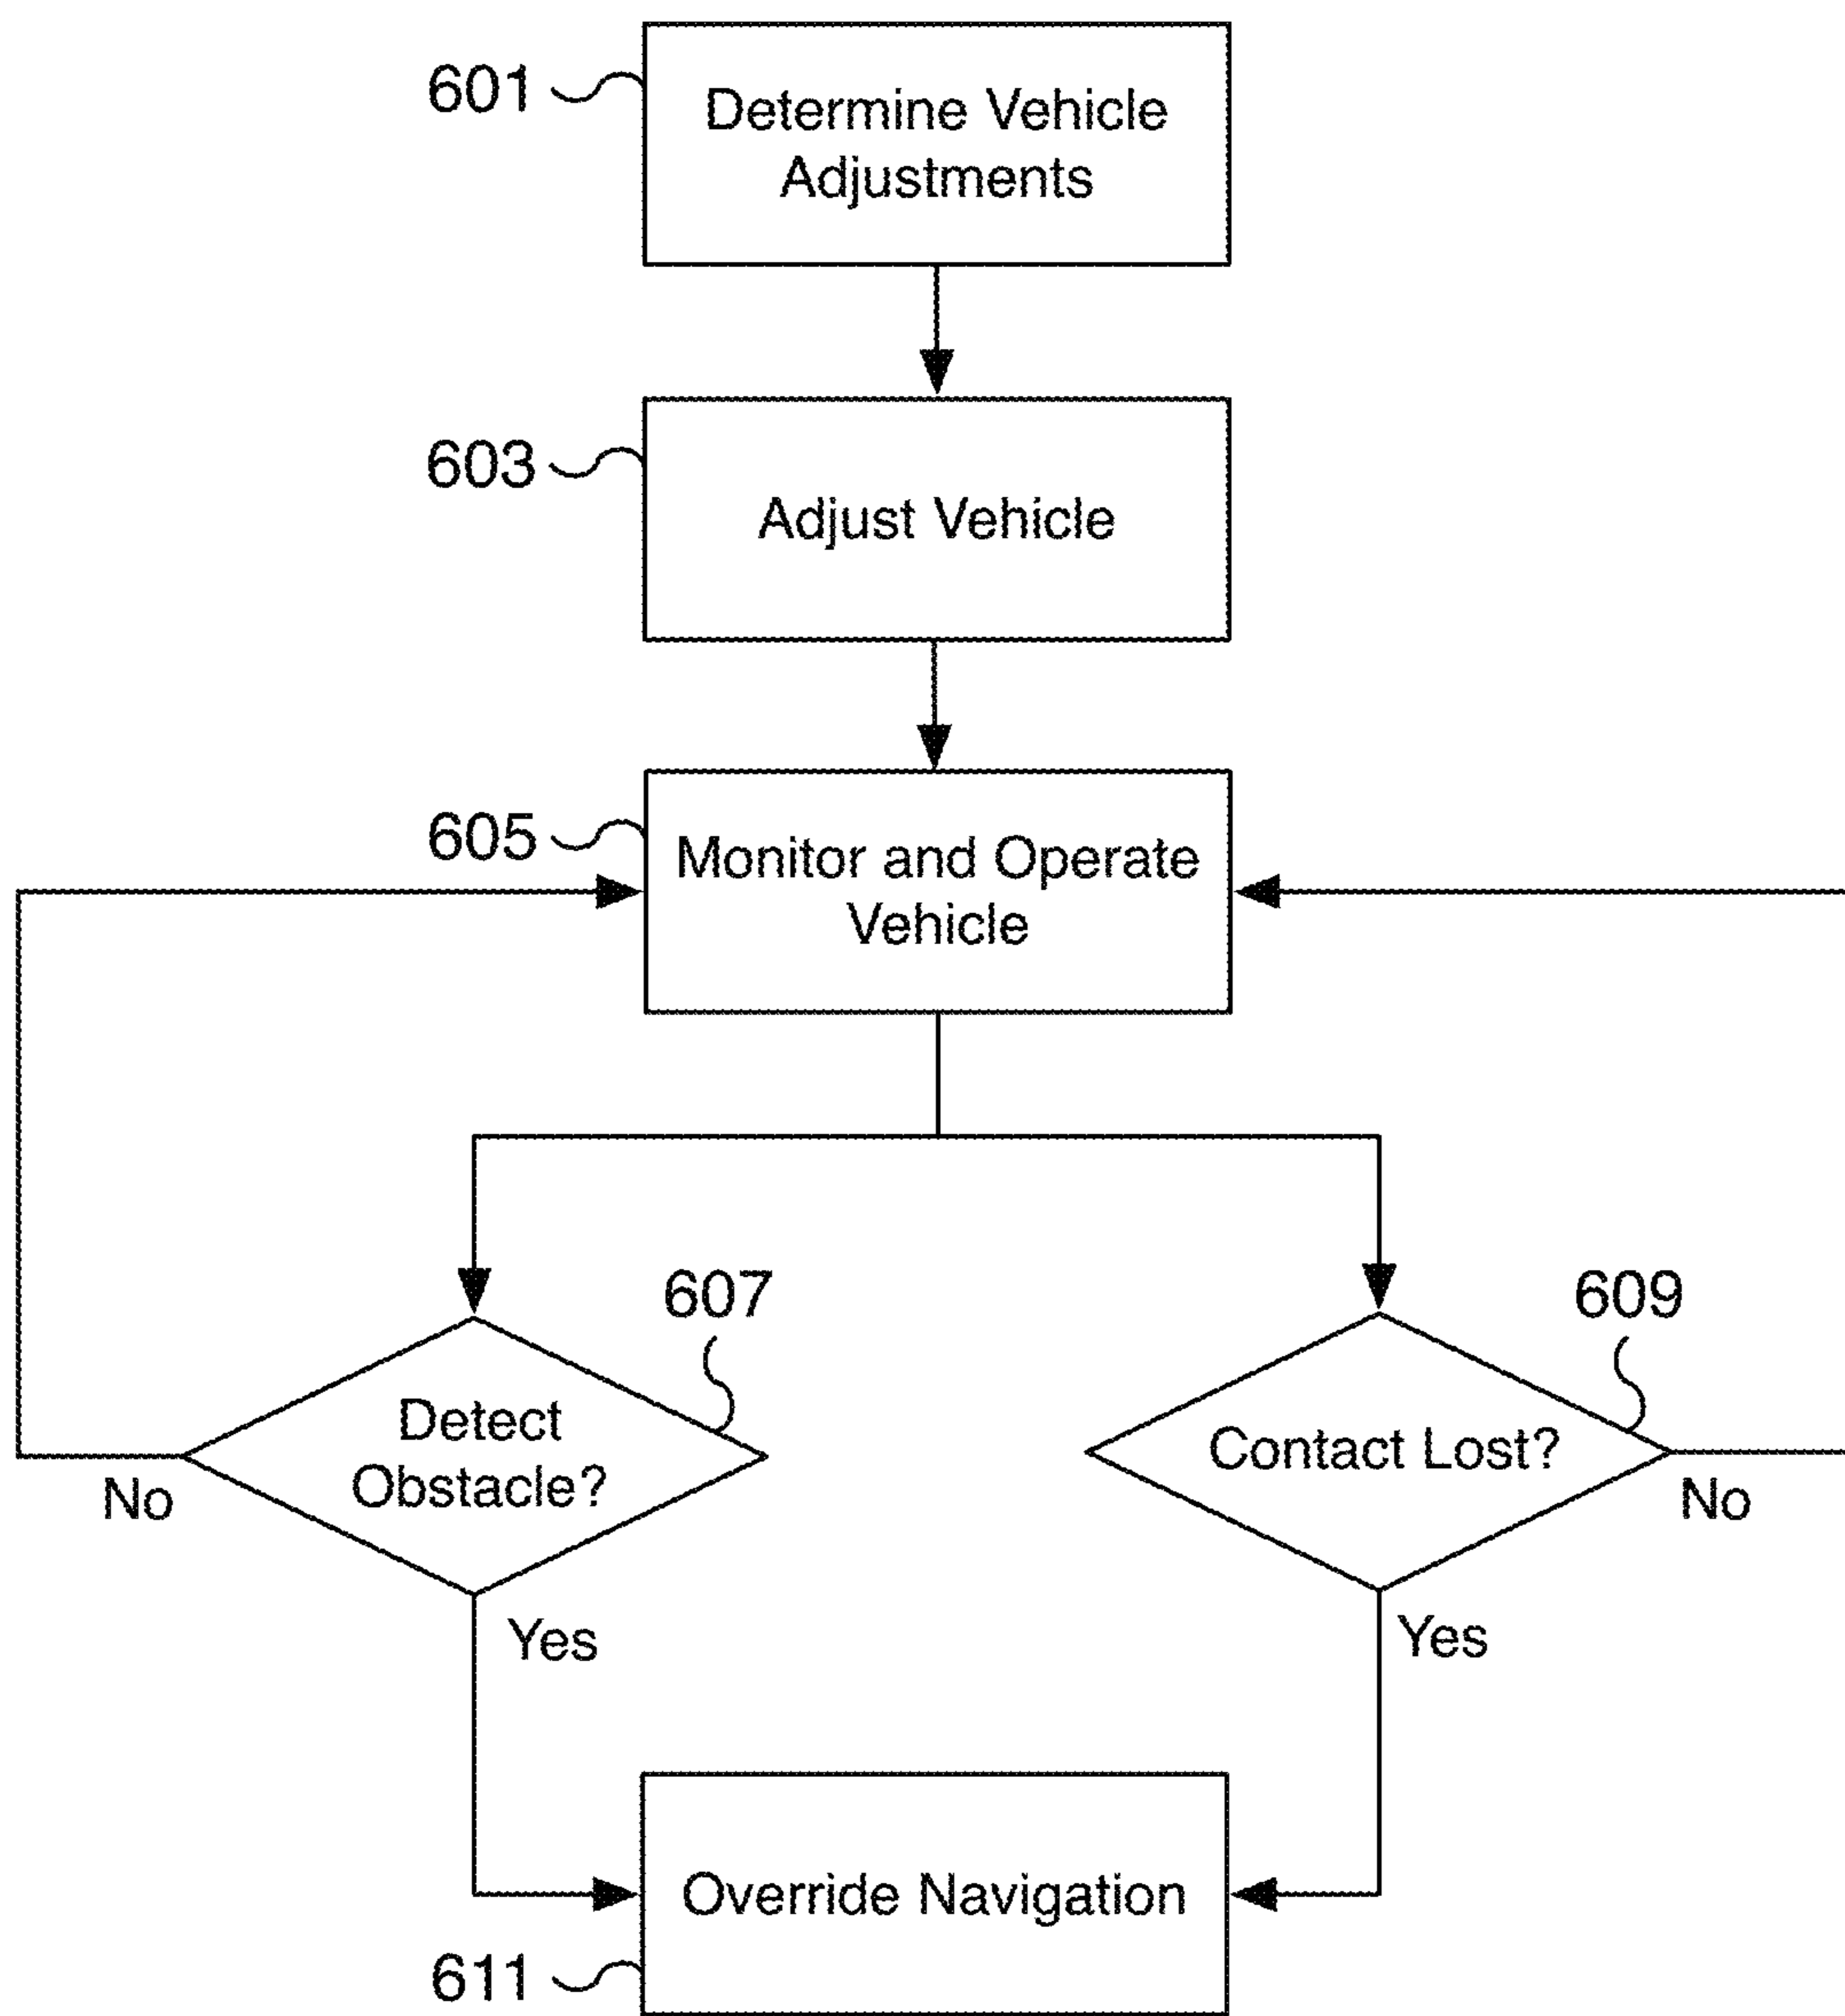 601
Determine Vehicle
Adjustments
603
Adjust Vehicle
605
Monitor and Operate
Vehicle
607
609
Detect
Obstacle?
Contact Lost?
No
No
Yes
Yes
Override Navigation
611